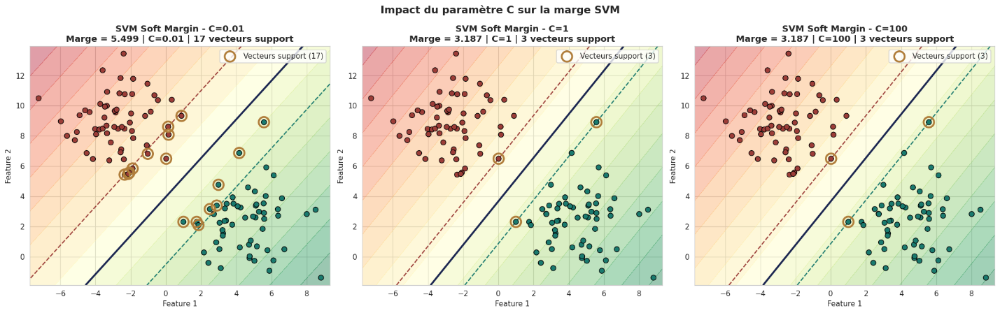 Impact du paramètre C sur la marge SVM
SVM Soft Margin - C=0.01
Marge = 5.499 | C=0.01 | 17 vecteurs support
Vecteurs support (17)
12
10
8
6
4
2
0
Feature 2
−6 −4 −2 0 2 4 6 8
Feature 1
SVM Soft Margin - C=1
Marge = 3.187 | C=1 | 3 vecteurs support
Vecteurs support (3)
12
10
8
6
4
2
0
Feature 2
−6 −4 −2 0 2 4 6 8
Feature 1
SVM Soft Margin - C=100
Marge = 3.187 | C=100 | 3 vecteurs support
Vecteurs support (3)
12
10
8
6
4
2
0
Feature 2
−6 −4 −2 0 2 4 6 8
Feature 1